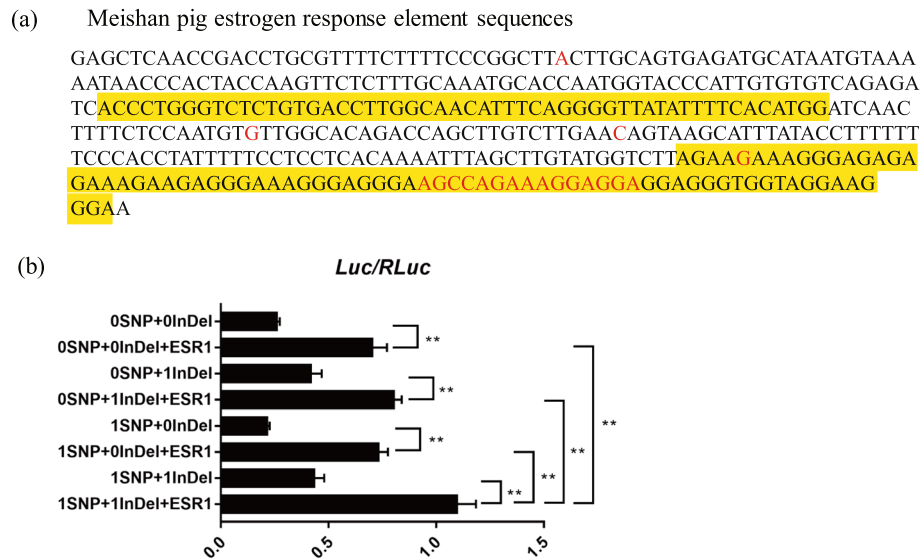 (a) Meishan pig estrogen response element sequences
GAGCTCAACCGACCTGCGTTTTCTTTTCCCGGCTTACTTGCAGTGAGATGCATAATGTAAA
AATAACCCACTACCAAGTTCTCTTTGCAAATGCACCAATGGTACCCATTGTGTGTCAGAGA
TCACCCTGGGTCTCTGTGACCTTGGCAACATTTCAGGGGTTATATTTTCACATGGATCAAC
TTTTCTCCAATGTGTTGGCACAGACCAGCTTGTCTTGAACAGTAAGCATTTATACCTTTTTT
TCCCACCTATTTTTCCTCCTCACAAAATTTAGCTTGTATGGTCTTAGAAGAAAGGGAGAGA
GAAAGAAGAGGGAAAGGGAGGGAAGCCAGAAAGGAGGAGGAGGGTGGTAGGAAG
GGAA
(b) Luc/RLuc
0SNP+0InDel
**
0SNP+0InDel+ESR1
0SNP+1InDel
**
0SNP+1InDel+ESR1
1SNP+0InDel
** **
1SNP+0InDel+ESR1
**
1SNP+1InDel
** **
1SNP+1InDel+ESR1
0.0 0.5 1.0 1.5